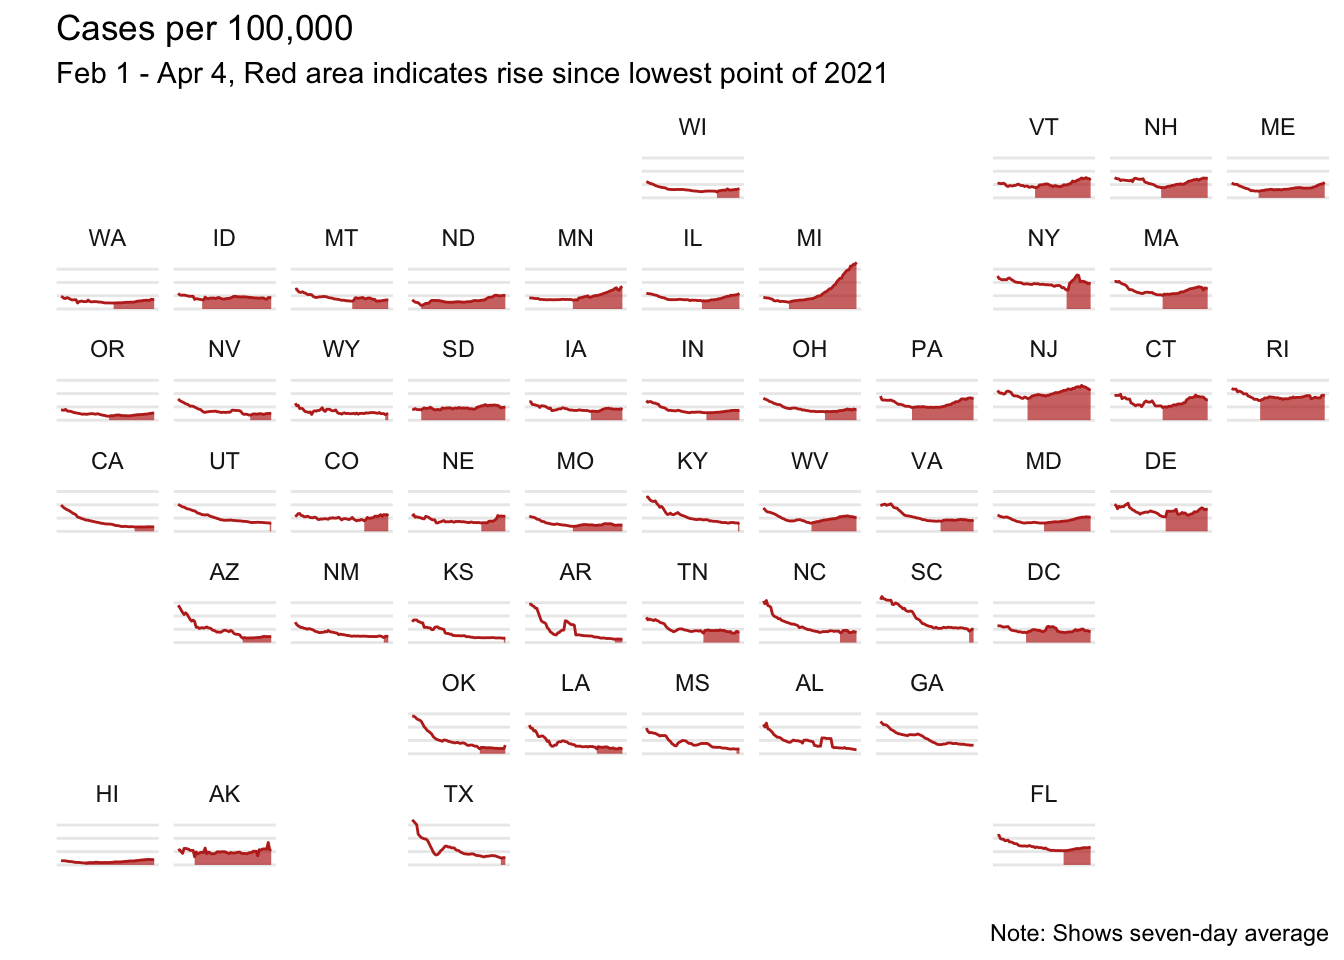 Cases per 100,000
Feb 1 - Apr 4, Red area indicates rise since lowest point of 2021
WI VT NH ME
WA ID MT ND MN IL MI NY MA
OR NV WY SD IA IN OH PA NJ CT RI
CA UT CO NE MO KY WV VA MD DE
AZ NM KS AR TN NC SC DC
OK LA MS AL GA
HI AK TX FL
Note: Shows seven-day average